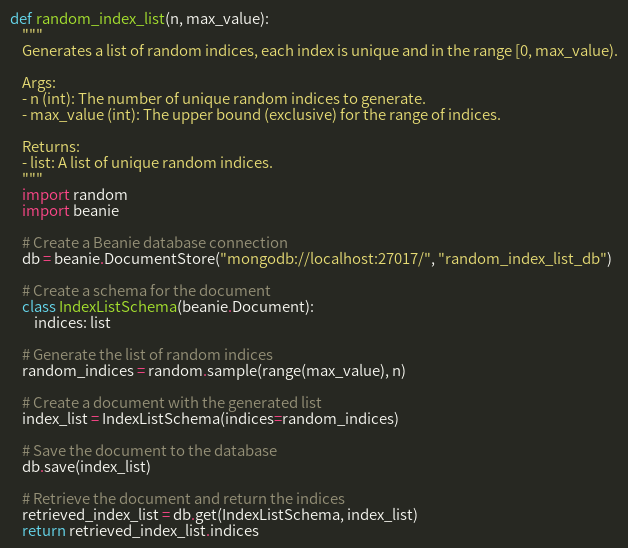 def random_index_list(n, max_value):
    """
    Generates a list of random indices, each index is unique and in the range [0, max_value).

    Args:
    - n (int): The number of unique random indices to generate.
    - max_value (int): The upper bound (exclusive) for the range of indices.

    Returns:
    - list: A list of unique random indices.
    """
    import random
    import beanie

    # Create a Beanie database connection
    db = beanie.DocumentStore("mongodb://localhost:27017/", "random_index_list_db")

    # Create a schema for the document
    class IndexListSchema(beanie.Document):
        indices: list

    # Generate the list of random indices
    random_indices = random.sample(range(max_value), n)

    # Create a document with the generated list
    index_list = IndexListSchema(indices=random_indices)

    # Save the document to the database
    db.save(index_list)

    # Retrieve the document and return the indices
    retrieved_index_list = db.get(IndexListSchema, index_list)
    return retrieved_index_list.indices